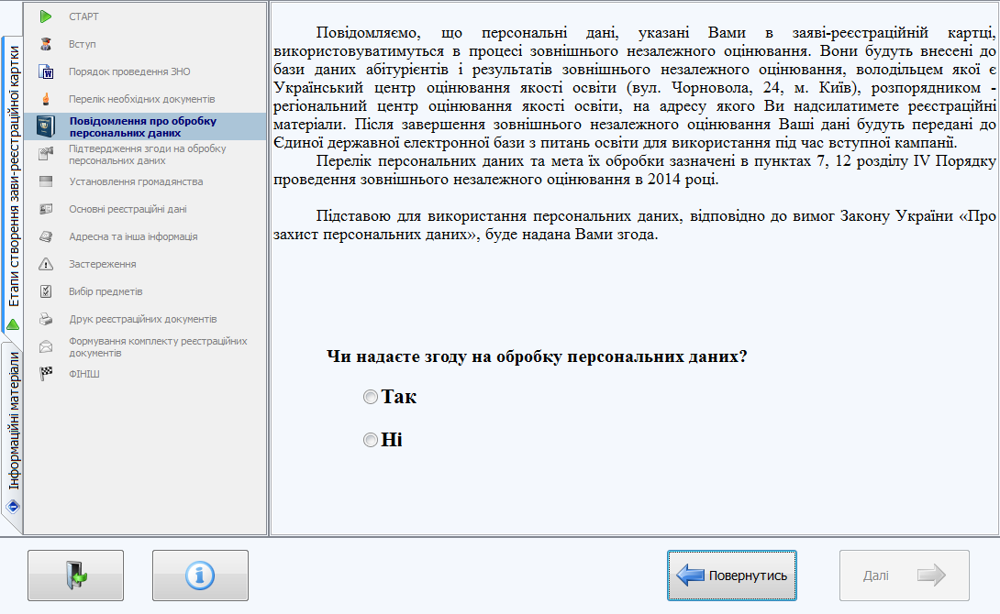 Етапи створення зави-реєстраційної картки
Інформаційні матеріали
СТАРТ
Вступ
Порядок проведення ЗНО
Перелік необхідних документів
Повідомлення про обробку
персональних даних
Підтвердження згоди на обробку
персональних даних
Установлення громадянства
Основні реєстраційні дані
Адресна та інша інформація
Застереження
Вибір предметів
Друк реєстраційних документів
Формування комплекту реєстраційних
документів
ФІНІШ
Повідомляємо, що персональні дані, указані Вами в заяві-реєстраційній картці,
використовуватимуться в процесі зовнішнього незалежного оцінювання. Вони будуть внесені до
бази даних абітурієнтів і результатів зовнішнього незалежного оцінювання, володільцем якої є
Український центр оцінювання якості освіти (вул. Чорновола, 24, м. Київ), розпорядником -
регіональний центр оцінювання якості освіти, на адресу якого Ви надсилатимете реєстраційні
матеріали. Після завершення зовнішнього незалежного оцінювання Ваші дані будуть передані до
Єдиної державної електронної бази з питань освіти для використання під час вступної кампанії.
Перелік персональних даних та мета їх обробки зазначені в пунктах 7, 12 розділу IV Порядку
проведення зовнішнього незалежного оцінювання в 2014 році.
Підставою для використання персональних даних, відповідно до вимог Закону України «Про
захист персональних даних», буде надана Вами згода.
Чи надаєте згоду на обробку персональних даних?
Так
Ні
Повернутись
Далі